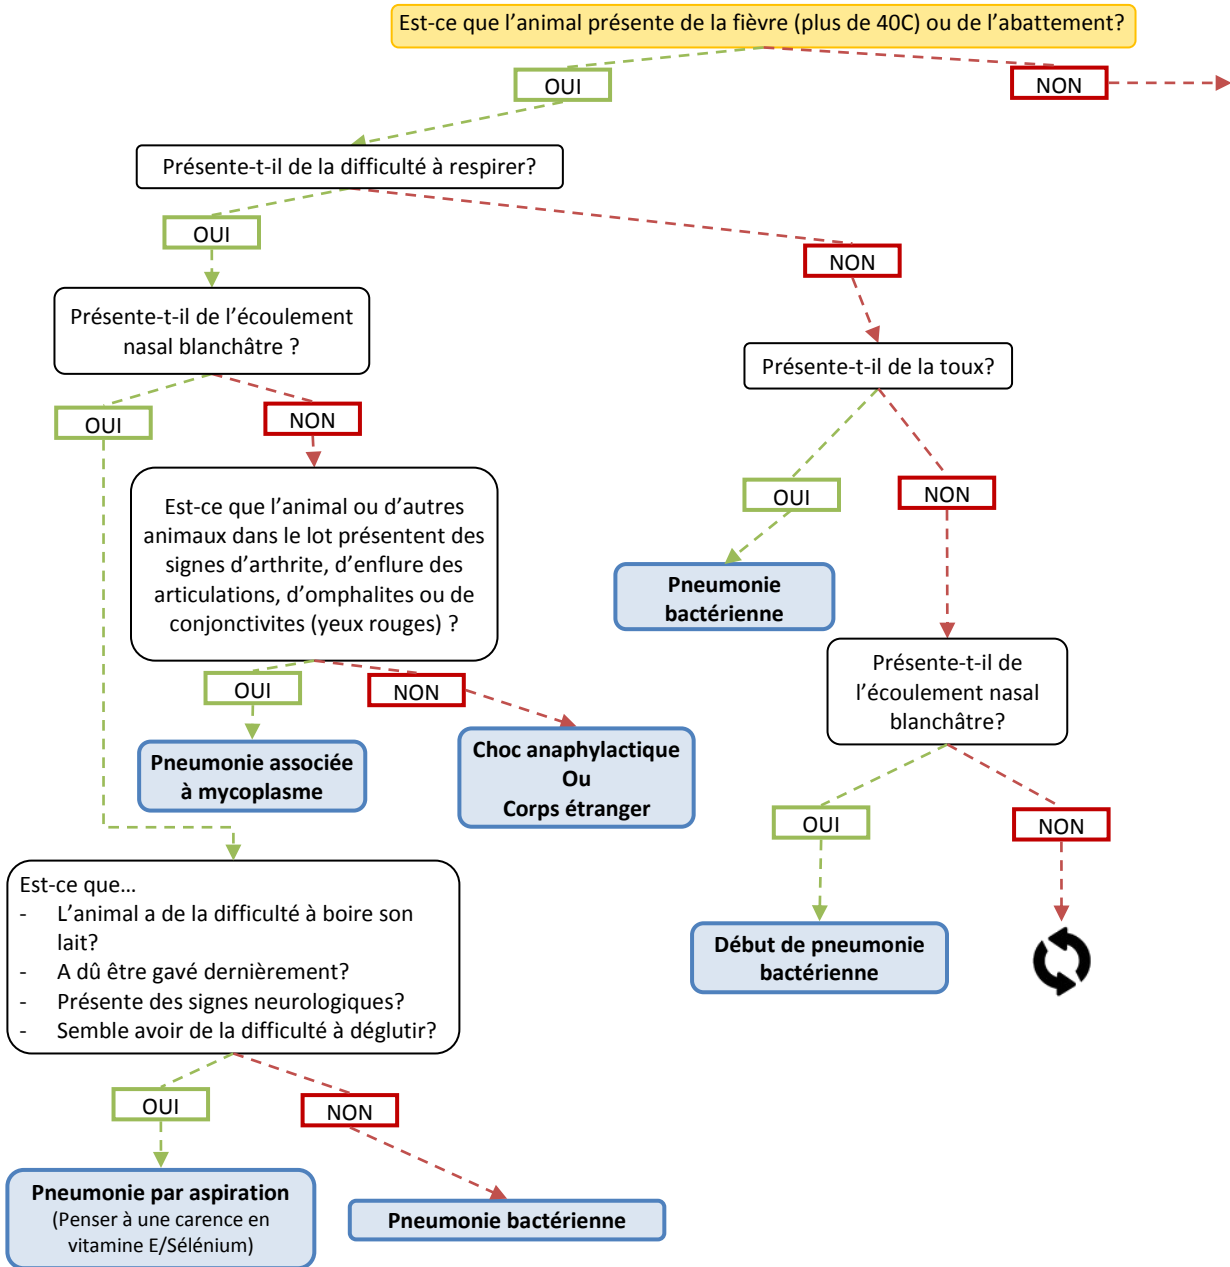 Est-ce que l’animal présente de la fièvre (plus de 40C) ou de l’abattement?
OUI
NON
Présente-t-il de la difficulté à respirer?
OUI
NON
Présente-t-il de l’écoulement
nasal blanchâtre ?
Présente-t-il de la toux?
OUI
NON
OUI
NON
Est-ce que l’animal ou d’autres
animaux dans le lot présentent des
signes d’arthrite, d’enflure des
articulations, d’omphalites ou de
conjonctivites (yeux rouges) ?
Pneumonie
bactérienne
OUI
NON
Présente-t-il de
l’écoulement nasal
blanchâtre?
Pneumonie associée
à mycoplasme
Choc anaphylactique
Ou
Corps étranger
OUI
NON
Est-ce que…
- L’animal a de la difficulté à boire son
lait?
- A dû être gavé dernièrement?
- Présente des signes neurologiques?
- Semble avoir de la difficulté à déglutir?
Début de pneumonie
bactérienne
OUI
NON
Pneumonie par aspiration
(Penser à une carence en
vitamine E/Sélénium)
Pneumonie bactérienne